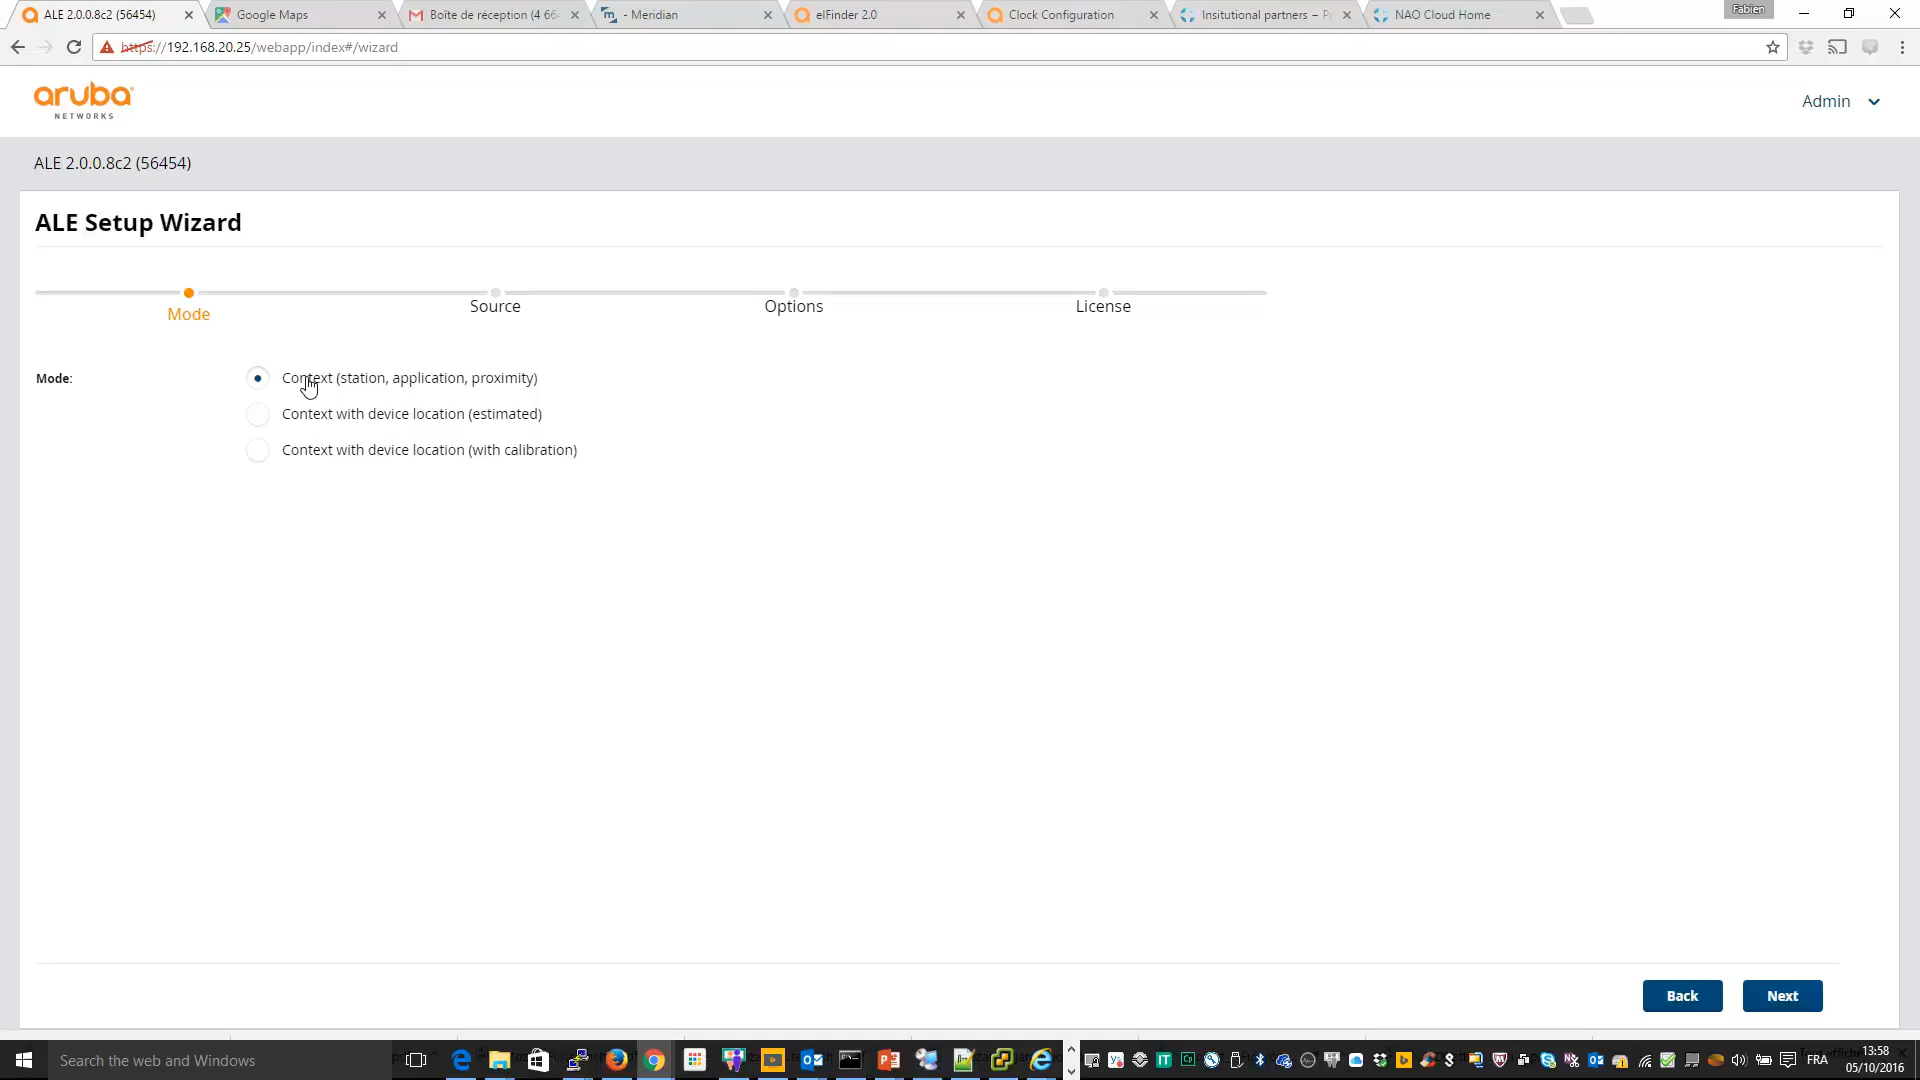 ALE 2.0.0.8c2 (56454)
Google Maps
Boîte de réception (4 66
- Meridian
elFinder 2.0
Clock Configuration
Insitutional partners – P
NAO Cloud Home
Fabien
https://192.168.20.25/webapp/index#/wizard
aruba
NETWORKS
Admin
ALE 2.0.0.8c2 (56454)
ALE Setup Wizard
Mode
Source
Options
License
Mode:
Context (station, application, proximity)
Context with device location (estimated)
Context with device location (with calibration)
Back
Next
Search the web and Windows
FRA
13:58
05/10/2016